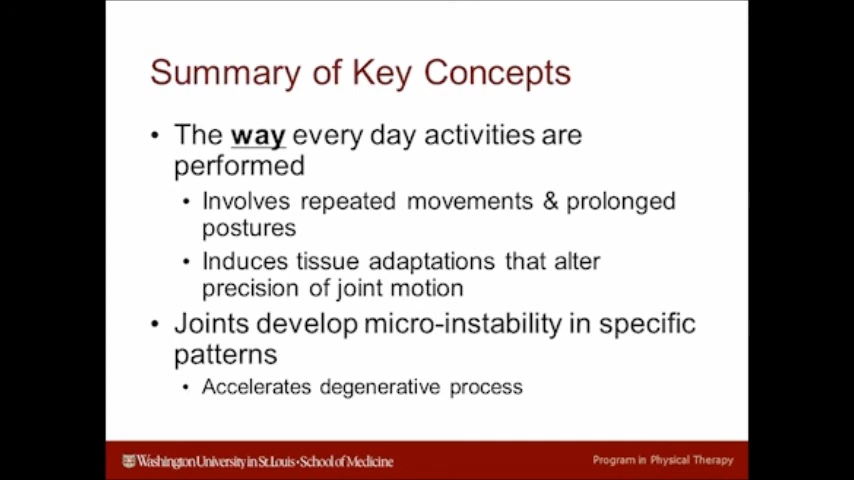 Summary of Key Concepts
• The way every day activities are
performed
• Involves repeated movements & prolonged
postures
• Induces tissue adaptations that alter
precision of joint motion
• Joints develop micro-instability in specific
patterns
• Accelerates degenerative process
Washington University in St. Louis • School of Medicine
Program in Physical Therapy